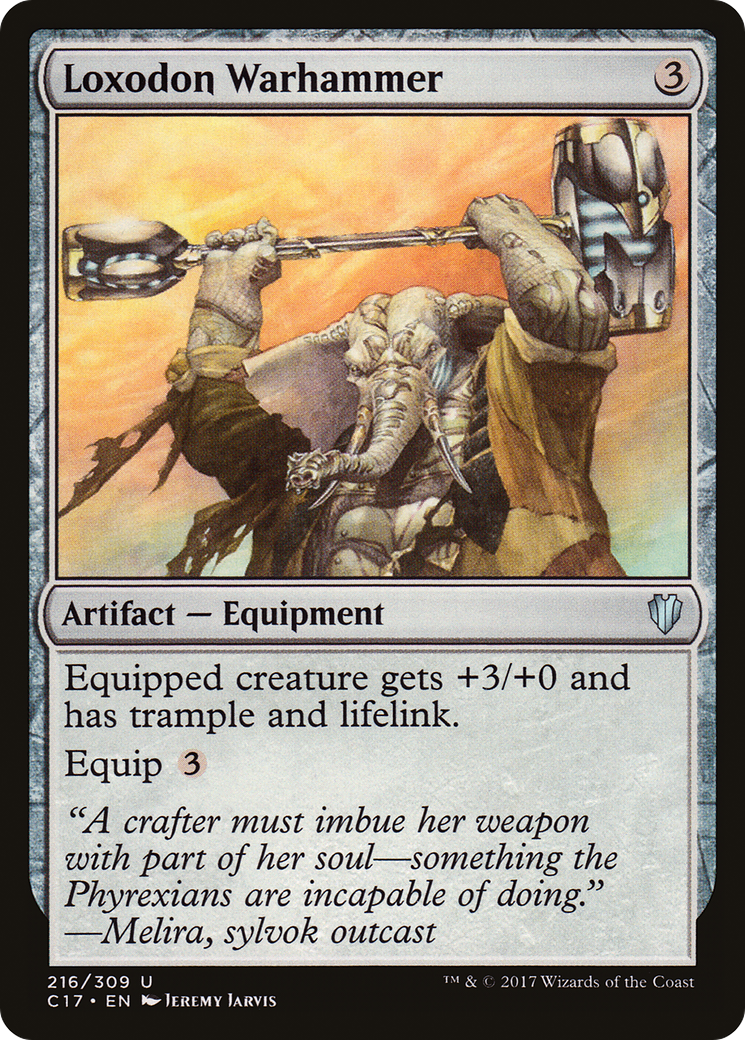 Loxodon Warhammer 3
Artifact — Equipment
Equipped creature gets +3/+0 and
has trample and lifelink.
Equip 3
“A crafter must imbue her weapon
with part of her soul—something the
Phyrexians are incapable of doing.”
—Melira, sylvok outcast
216/309 U
™ & © 2017 Wizards of the Coast
C17 • EN Jeremy Jarvis